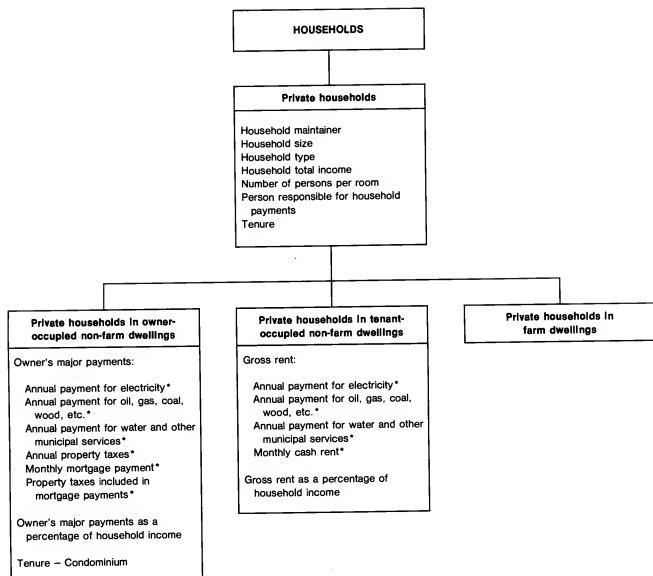 HOUSEHOLDS
Private households
Household maintainer
Household size
Household type
Household total income
Number of persons per room
Person responsible for household
payments
Tenure
Private households in owner-
occupied non-farm dwellings
Owner's major payments:
Annual payment for electricity*
Annual payment for oil, gas, coal,
wood, etc.*
Annual payment for water and other
municipal services*
Annual property taxes*
Monthly mortgage payment*
Property taxes included in
mortgage payments*
Owner's major payments as a
percentage of household income
Tenure – Condominium
Private households in tenant-
occupied non-farm dwellings
Gross rent:
Annual payment for electricity*
Annual payment for oil, gas, coal,
wood, etc.*
Annual payment for water and other
municipal services*
Monthly cash rent*
Gross rent as a percentage of
household income
Private households in
farm dwellings